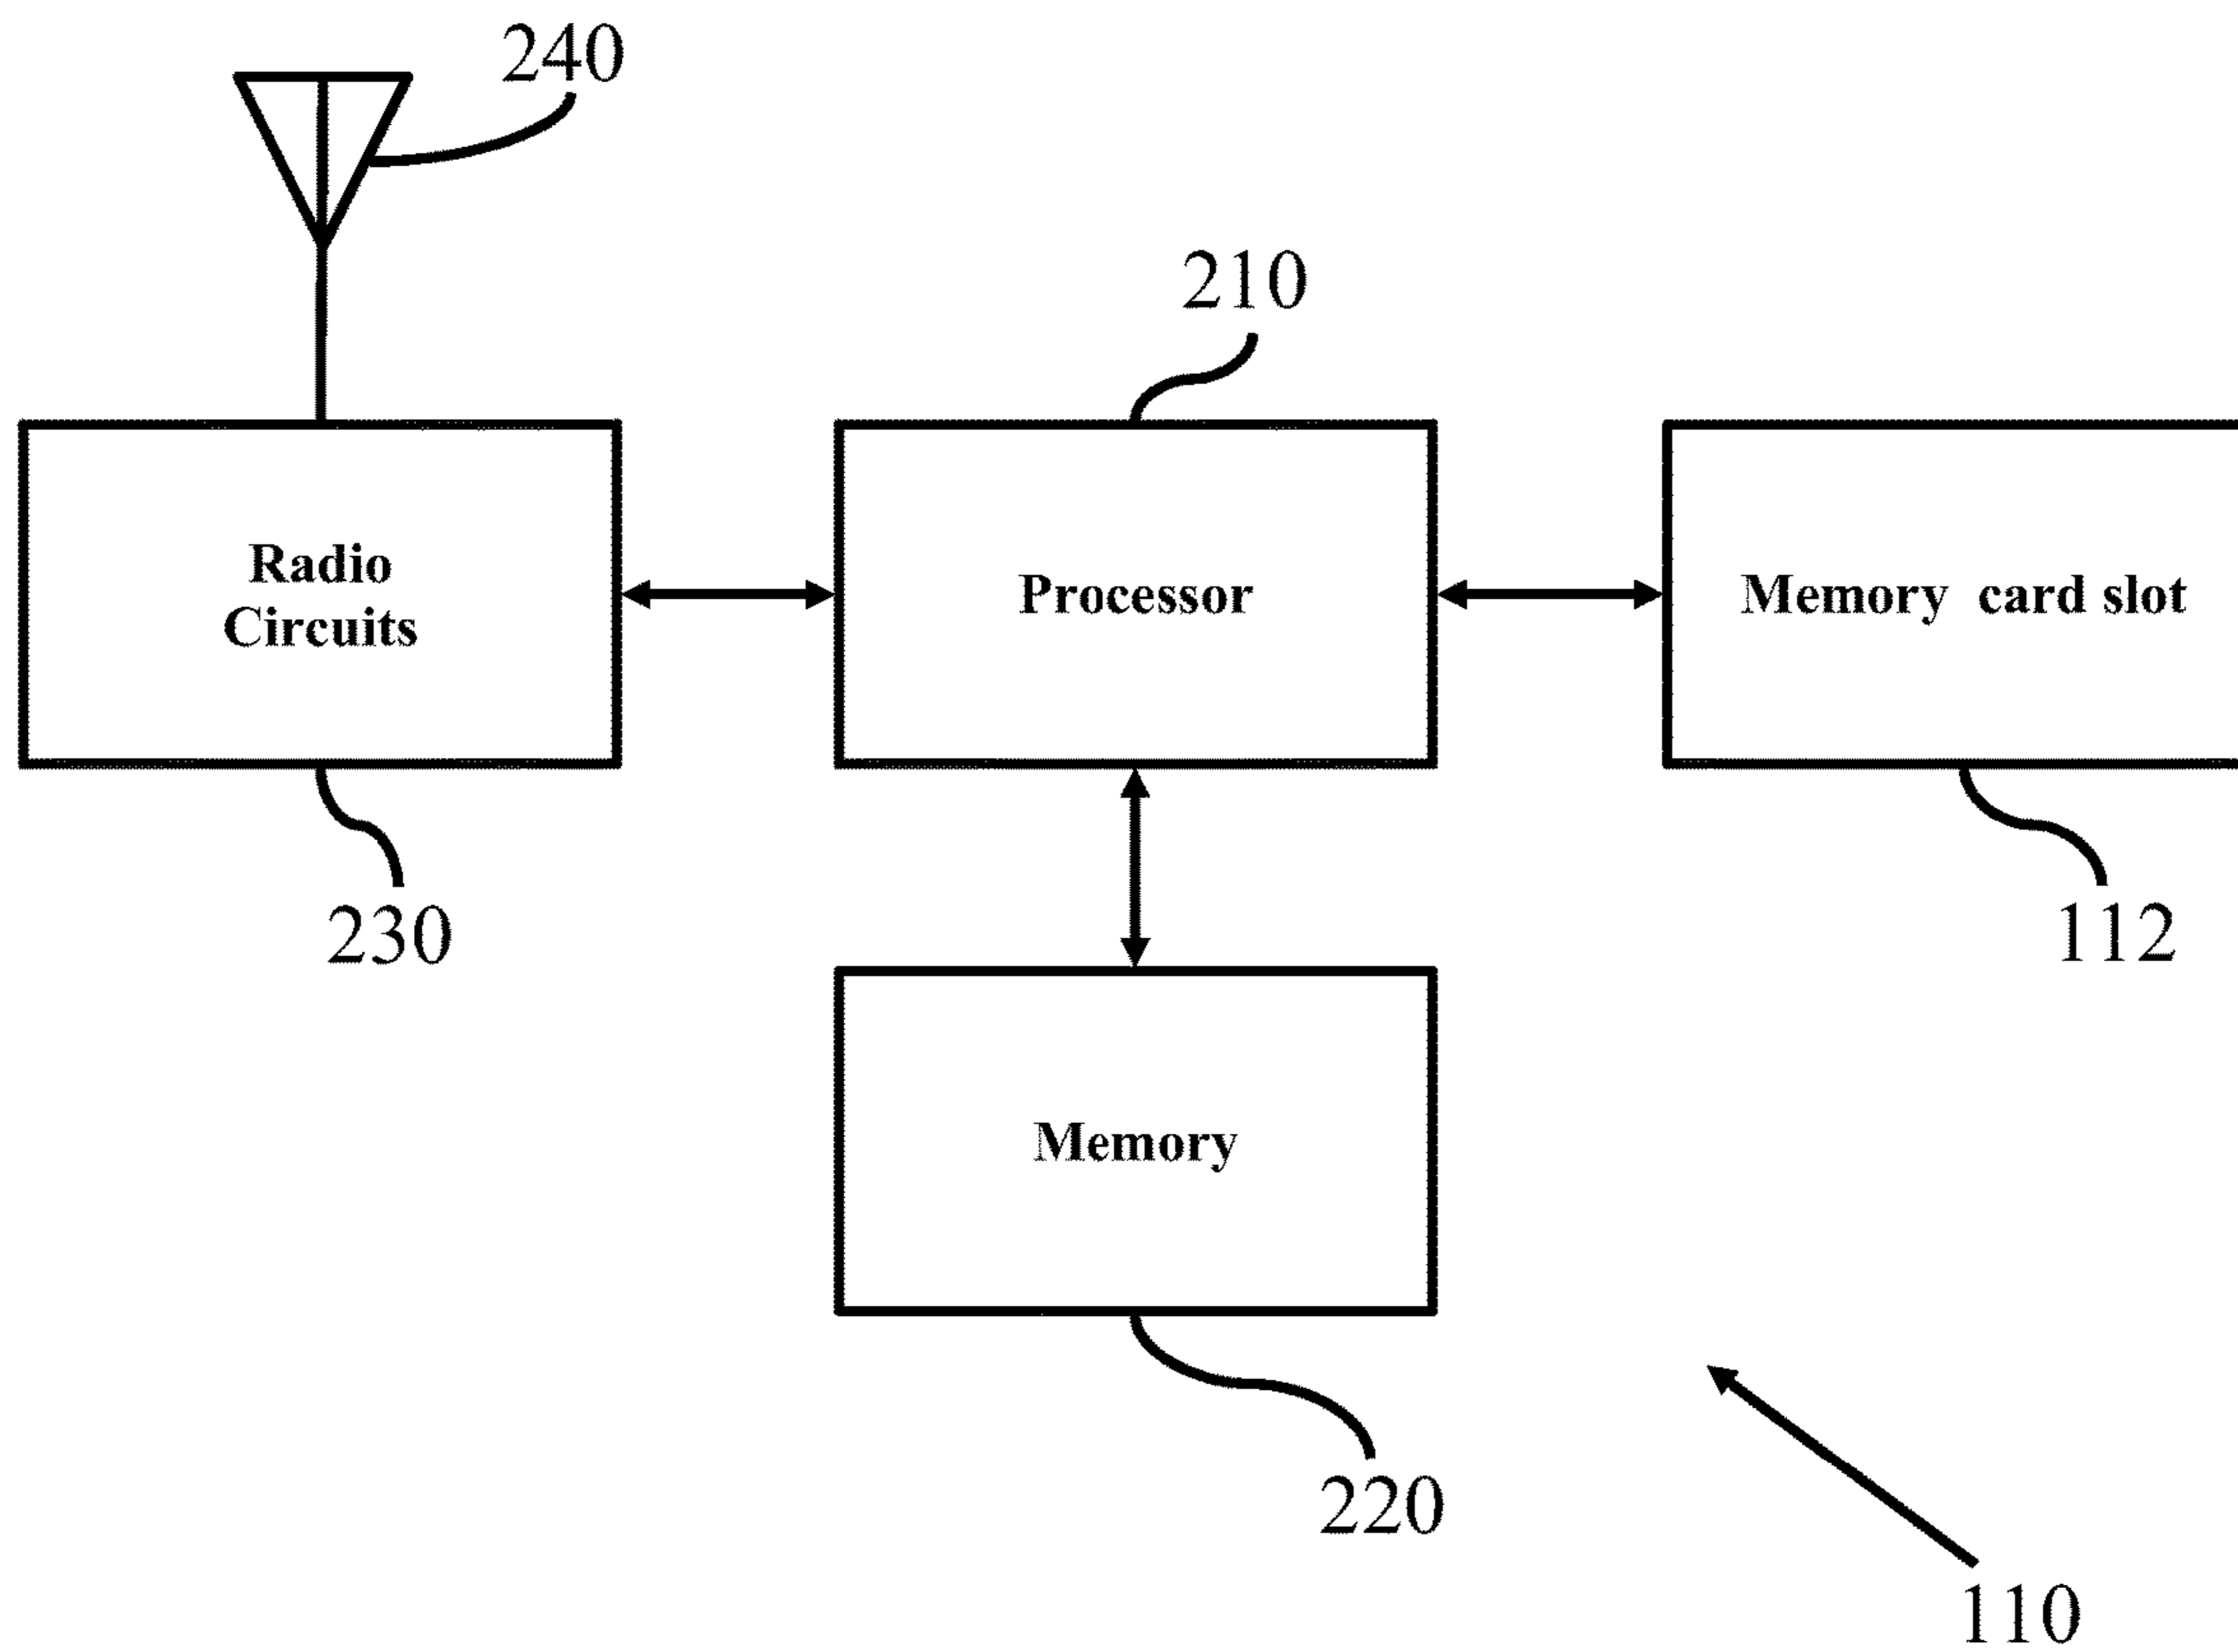 240
210
Radio
Circuits
Processor
Memory card slot
230
112
Memory
220
110